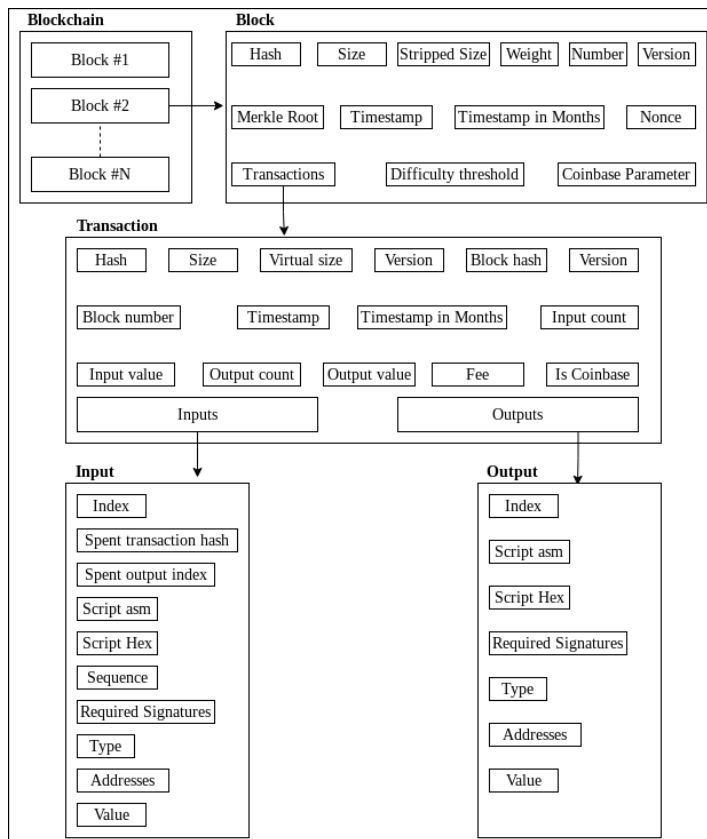 Blockchain
Block #1
Block #2
Block #N
Block
Hash
Size
Stripped Size
Weight
Number
Version
Merkle Root
Timestamp
Timestamp in Months
Nonce
Transactions
Difficulty threshold
Coinbase Parameter
Transaction
Hash
Size
Virtual size
Version
Block hash
Version
Block number
Timestamp
Timestamp in Months
Input count
Input value
Output count
Output value
Fee
Is Coinbase
Inputs
Outputs
Input
Index
Spent transaction hash
Spent output index
Script asm
Script Hex
Sequence
Required Signatures
Type
Addresses
Value
Output
Index
Script asm
Script Hex
Required Signatures
Type
Addresses
Value